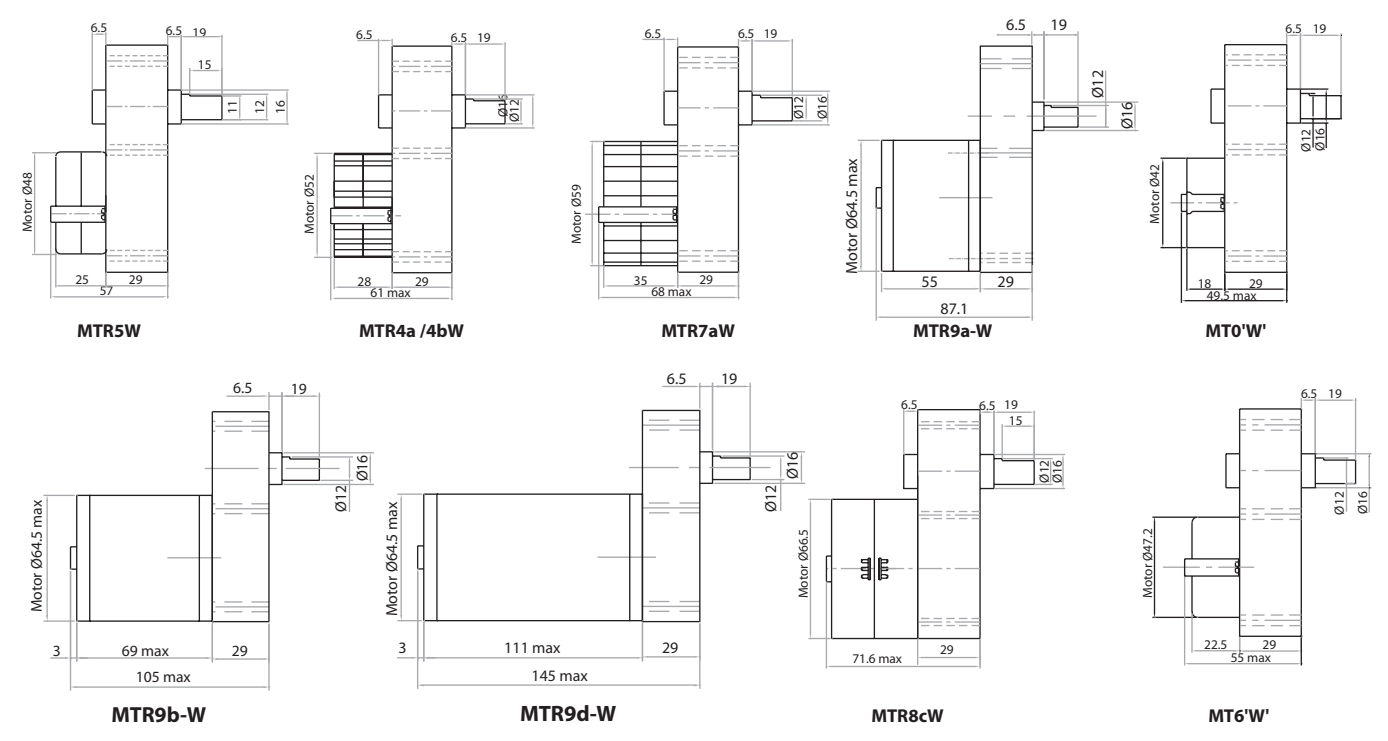 6.5 6.5 19
15
11 12 16
Motor Ø48
25 29
57
MTR5W
6.5 6.5 19
Ø16 Ø12
Motor Ø52
28 29
61 max
MTR4a /4bW
6.5 6.5 19
Ø12 Ø16
Motor Ø59
35 29
68 max
MTR7aW
6.5 19
Ø12
Ø16
Motor Ø64.5 max
55 29
87.1
MTR9a-W
6.5 19
Ø12 Ø16
Motor Ø42
18 29
49.5 max
MT0'W'
6.5 19
Ø16
Ø12
Motor Ø64.5 max
3 69 max 29
105 max
MTR9b-W
6.5 19
Ø16
Ø12
Motor Ø64.5 max
3 111 max 29
145 max
MTR9d-W
6.5 6.5 19
15
Ø12 Ø16
Motor Ø66.5
29
71.6 max
MTR8cW
6.5 19
Ø12 Ø16
Motor Ø47.2
22.5 29
55 max
MT6'W'